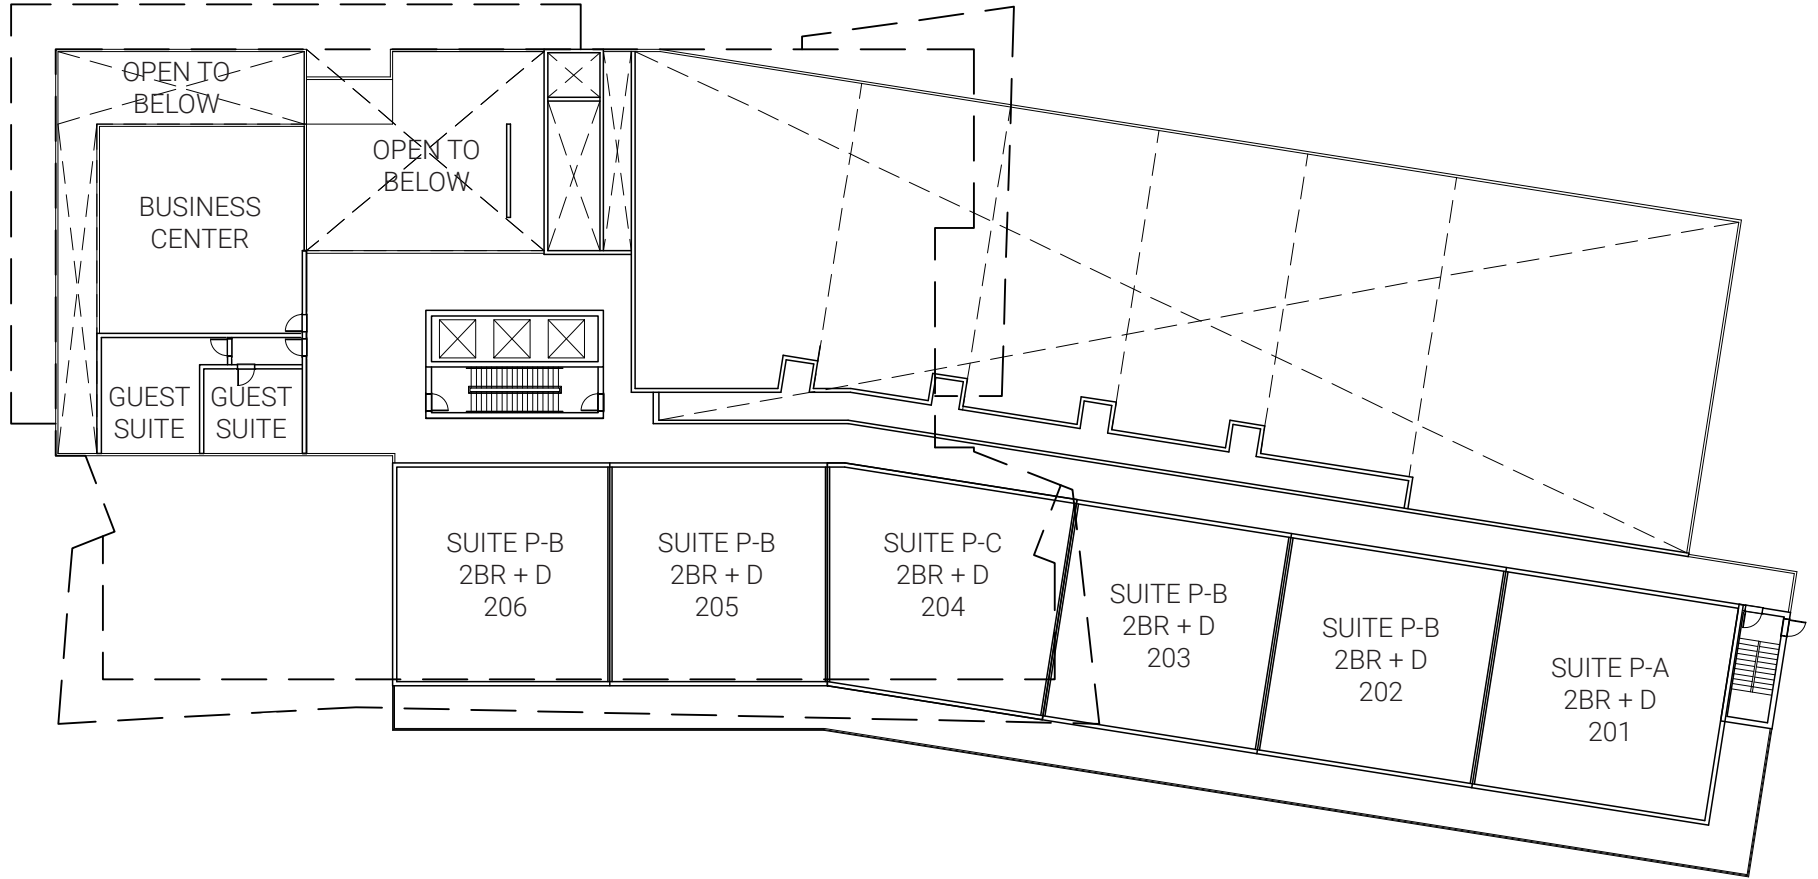 OPEN TO
BELOW
OPEN TO
BELOW
BUSINESS
CENTER
GUEST
SUITE
GUEST
SUITE
SUITE P-B
2BR + D
206
SUITE P-B
2BR + D
205
SUITE P-C
2BR + D
204
SUITE P-B
2BR + D
203
SUITE P-B
2BR + D
202
SUITE P-A
2BR + D
201